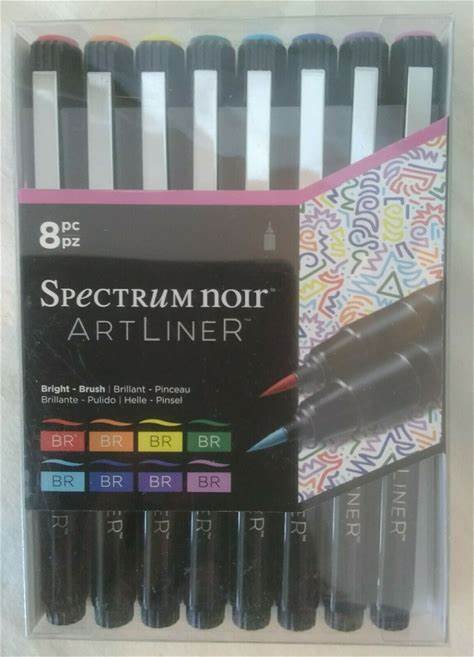 8 pc
pz
SPECTRUM NOIR™
ARTLINER™
Bright - Brush | Brillant - Pinceau
Brillante - Pulido | Helle - Pinsel
BR BR BR BR
BR BR BR BR
LINER